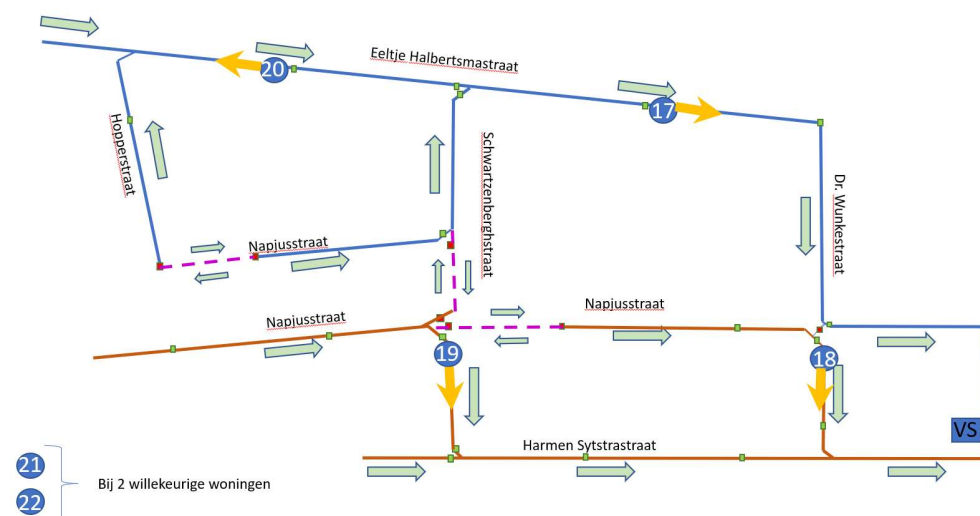 Eeltje Halbertsmastraat
20
17
Hopperstraat
Schwartzenberghstraat
Dr. Wunkestraat
Napjusstraat
Napjusstraat
Napjusstraat
19
18
VS
Harmen Sytstrastraat
21
Bij 2 willekeurige woningen
22